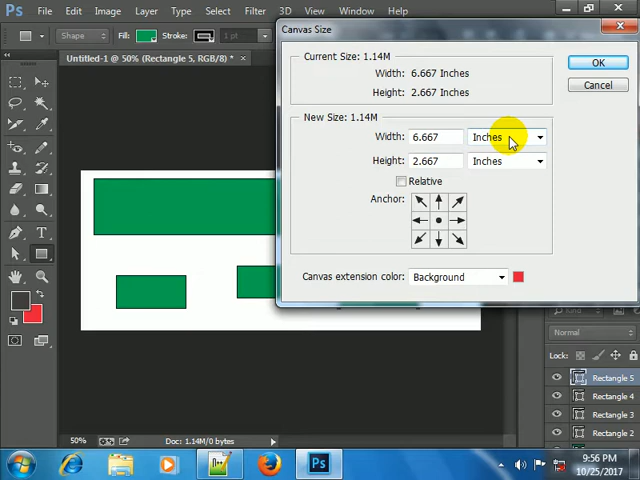 Ps File Edit Image Layer Type Select Filter 3D View Window Help
Canvas Size
Shape Fill: Stroke: 1 pt
Untitled-1 @ 50% (Rectangle 5, RGB/8) * ×
Current Size: 1.14M
Width: 6.667 Inches
Height: 2.667 Inches
OK
Cancel
New Size: 1.14M
Width: 6.667 Inches
Height: 2.667 Inches
Relative
Anchor:
Canvas extension color: Background
T
Normal
Lock:
Rectangle 5
Rectangle 4
Rectangle 3
Rectangle 2
50% Doc: 1.14M/0 bytes
Ps
9:56 PM
10/25/2017